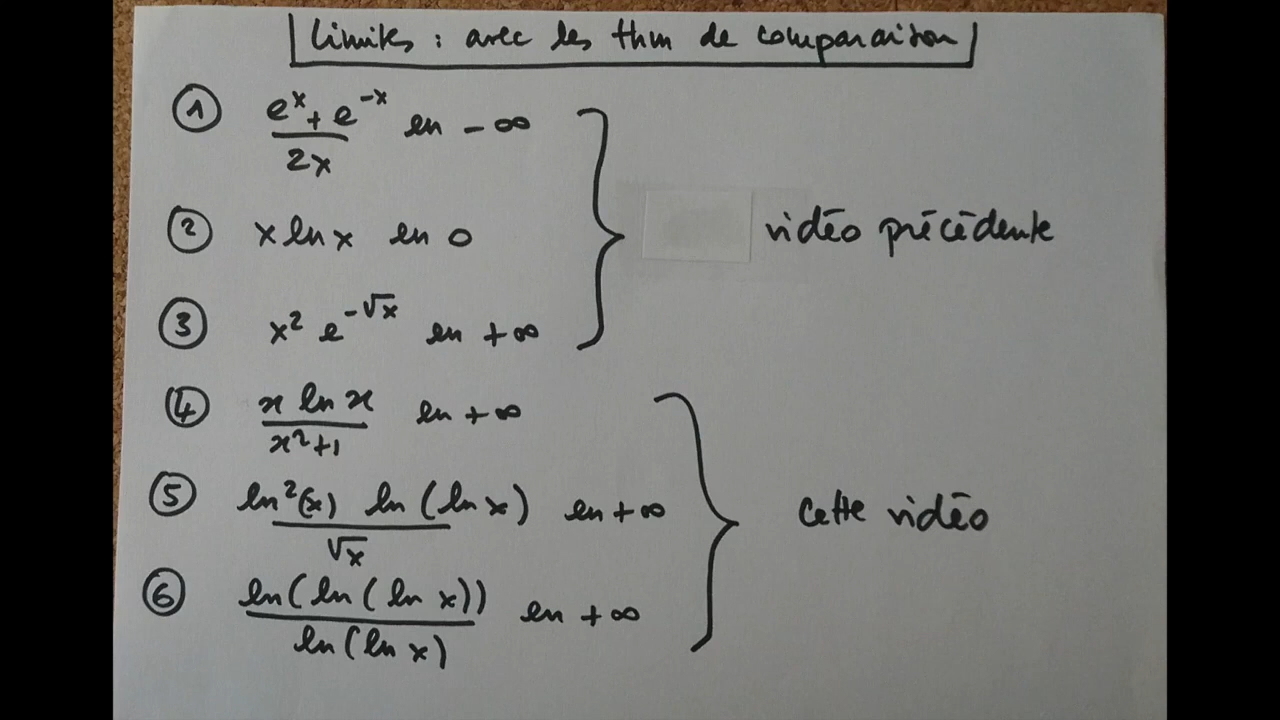 Limites : avec les thm de comparaison
① (eˣ + e⁻ˣ)/2x en -∞
② x ln x en 0
vidéo précédente
③ x² e^(-√x) en +∞
④ (x ln x)/(x²+1) en +∞
⑤ (ln²(x) ln(ln x))/√x en +∞
cette vidéo
⑥ (ln(ln(ln x)))/(ln(ln x)) en +∞